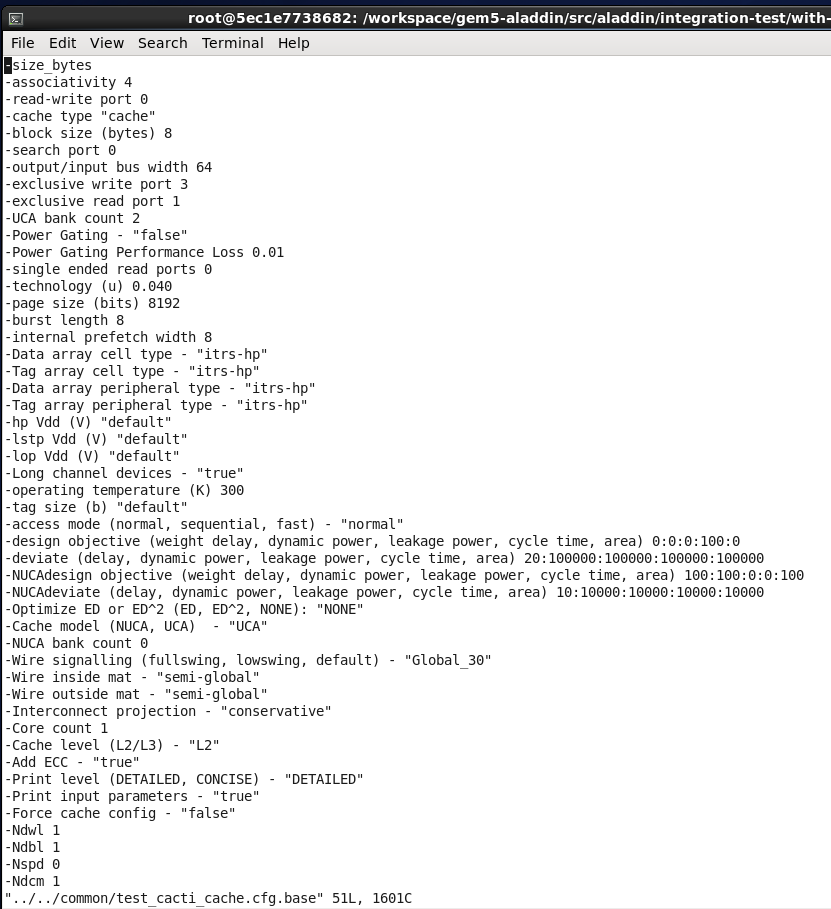 root@5ec1e7738682: /workspace/gem5-aladdin/src/aladdin/integration-test/with-
File Edit View Search Terminal Help
-size_bytes
-associativity 4
-read-write port 0
-cache type "cache"
-block size (bytes) 8
-search port 0
-output/input bus width 64
-exclusive write port 3
-exclusive read port 1
-UCA bank count 2
-Power Gating - "false"
-Power Gating Performance Loss 0.01
-single ended read ports 0
-technology (u) 0.040
-page size (bits) 8192
-burst length 8
-internal prefetch width 8
-Data array cell type - "itrs-hp"
-Tag array cell type - "itrs-hp"
-Data array peripheral type - "itrs-hp"
-Tag array peripheral type - "itrs-hp"
-hp Vdd (V) "default"
-lstp Vdd (V) "default"
-lop Vdd (V) "default"
-Long channel devices - "true"
-operating temperature (K) 300
-tag size (b) "default"
-access mode (normal, sequential, fast) - "normal"
-design objective (weight delay, dynamic power, leakage power, cycle time, area) 0:0:0:100:0
-deviate (delay, dynamic power, leakage power, cycle time, area) 20:100000:100000:100000:100000
-NUCAdesign objective (weight delay, dynamic power, leakage power, cycle time, area) 100:100:0:0:100
-NUCAdeviate (delay, dynamic power, leakage power, cycle time, area) 10:10000:10000:10000:10000
-Optimize ED or ED^2 (ED, ED^2, NONE): "NONE"
-Cache model (NUCA, UCA)  - "UCA"
-NUCA bank count 0
-Wire signalling (fullswing, lowswing, default) - "Global_30"
-Wire inside mat - "semi-global"
-Wire outside mat - "semi-global"
-Interconnect projection - "conservative"
-Core count 1
-Cache level (L2/L3) - "L2"
-Add ECC - "true"
-Print level (DETAILED, CONCISE) - "DETAILED"
-Print input parameters - "true"
-Force cache config - "false"
-Ndwl 1
-Ndbl 1
-Nspd 0
-Ndcm 1
"../../common/test_cacti_cache.cfg.base" 51L, 1601C